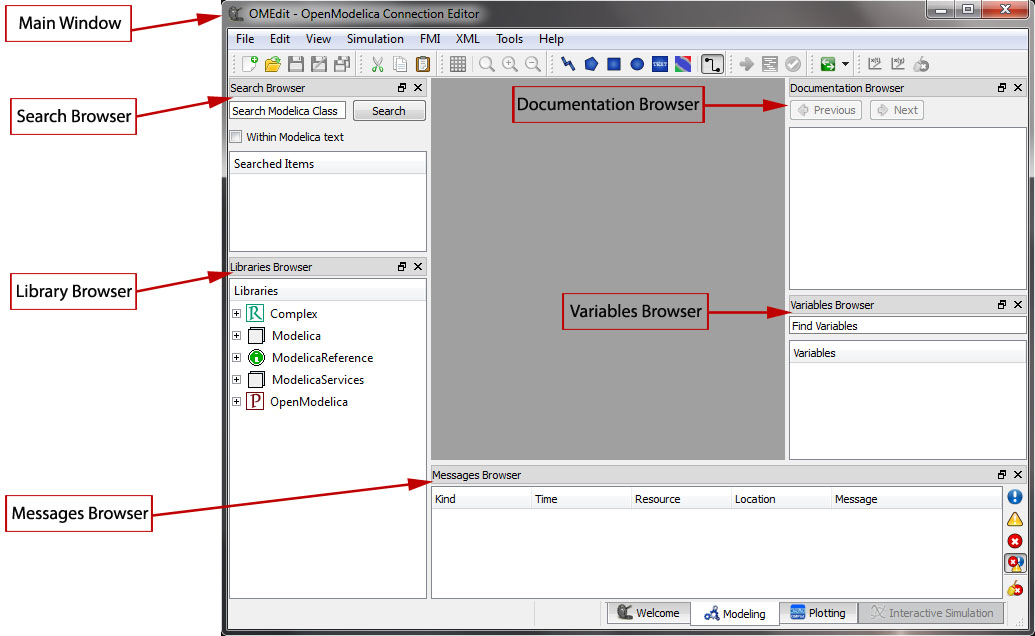 Main Window
OMEdit - OpenModelica Connection Editor
File Edit View Simulation FMI XML Tools Help
TEXT
Search Browser
Search Browser
Search Modelica Class
Search
Within Modelica text
Searched Items
Documentation Browser
Documentation Browser
Previous
Next
Library Browser
Libraries Browser
Libraries
R Complex
Modelica
ModelicaReference
ModelicaServices
P OpenModelica
Variables Browser
Variables Browser
Find Variables
Variables
Messages Browser
Messages Browser
Kind Time Resource Location Message
Welcome
Modeling
Plotting
Interactive Simulation